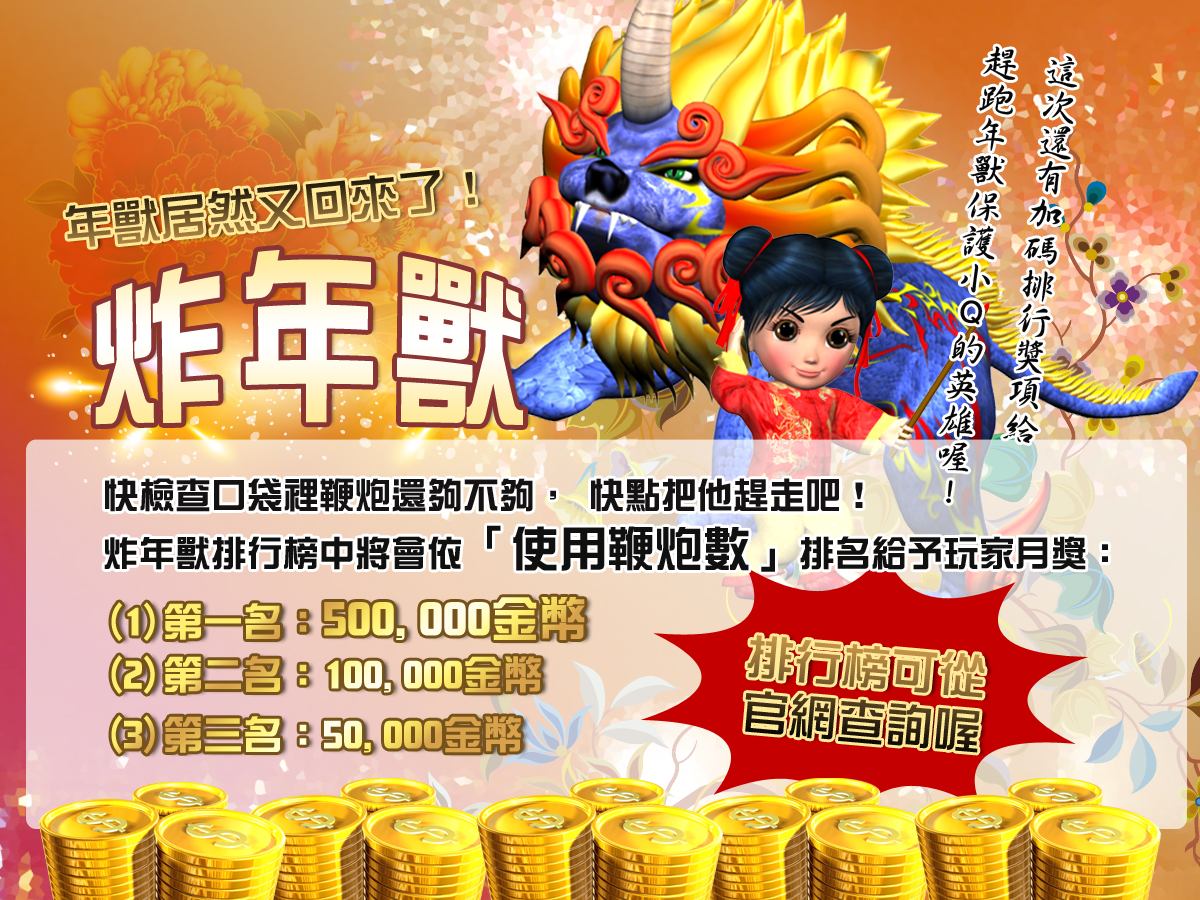 年獸居然又回來了！
炸年獸
這次還有加碼排行獎項給
趕跑年獸保護小Q的英雄喔！
快檢查口袋裡鞭炮還夠不夠， 快點把他趕走吧！
炸年獸排行榜中將會依「使用鞭炮數」排名給予玩家月獎：
(1)第一名：500,000金幣
(2)第二名：100,000金幣
(3)第三名：50,000金幣
排行榜可從
官網查詢喔